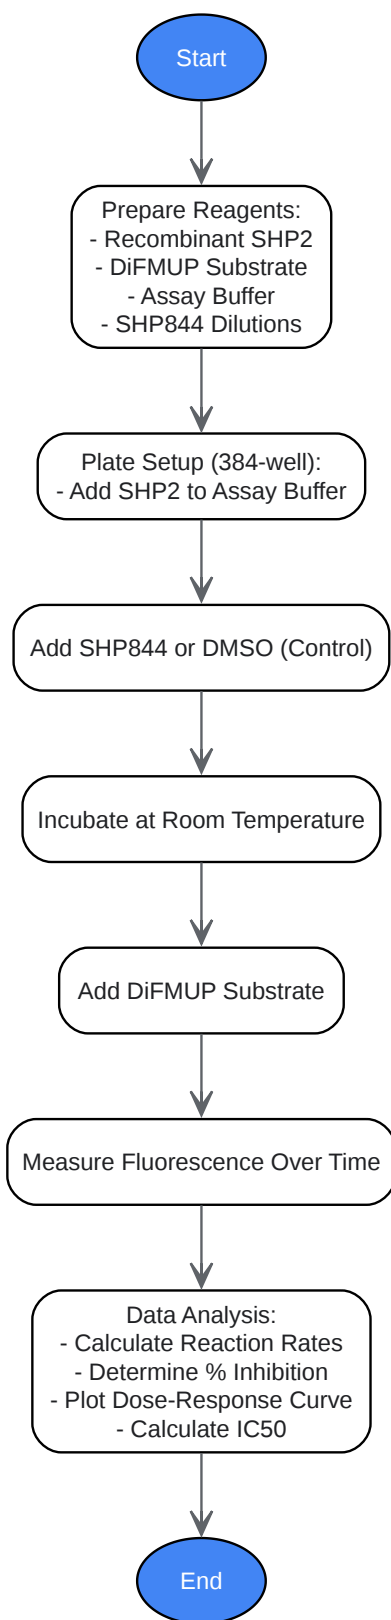 Start
Prepare Reagents:
- Recombinant SHP2
- DiFMUP Substrate
- Assay Buffer
- SHP844 Dilutions
Plate Setup (384-well):
- Add SHP2 to Assay Buffer
Add SHP844 or DMSO (Control)
Incubate at Room Temperature
Add DiFMUP Substrate
Measure Fluorescence Over Time
Data Analysis:
- Calculate Reaction Rates
- Determine % Inhibition
- Plot Dose-Response Curve
- Calculate IC50
End